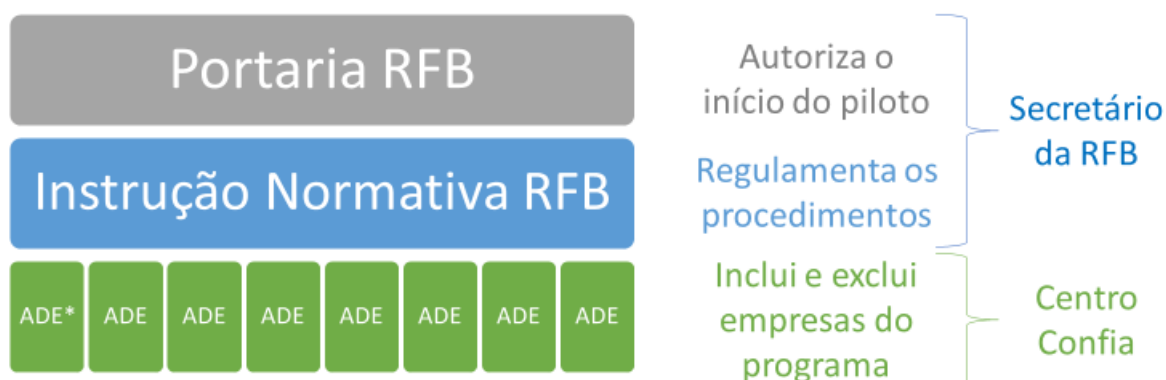 Portaria RFB
Autoriza o
início do piloto
Instrução Normativa RFB
Regulamenta os
procedimentos
Secretário
da RFB
ADE* ADE ADE ADE ADE ADE ADE ADE
Inclui e exclui
empresas do
programa
Centro
Confia